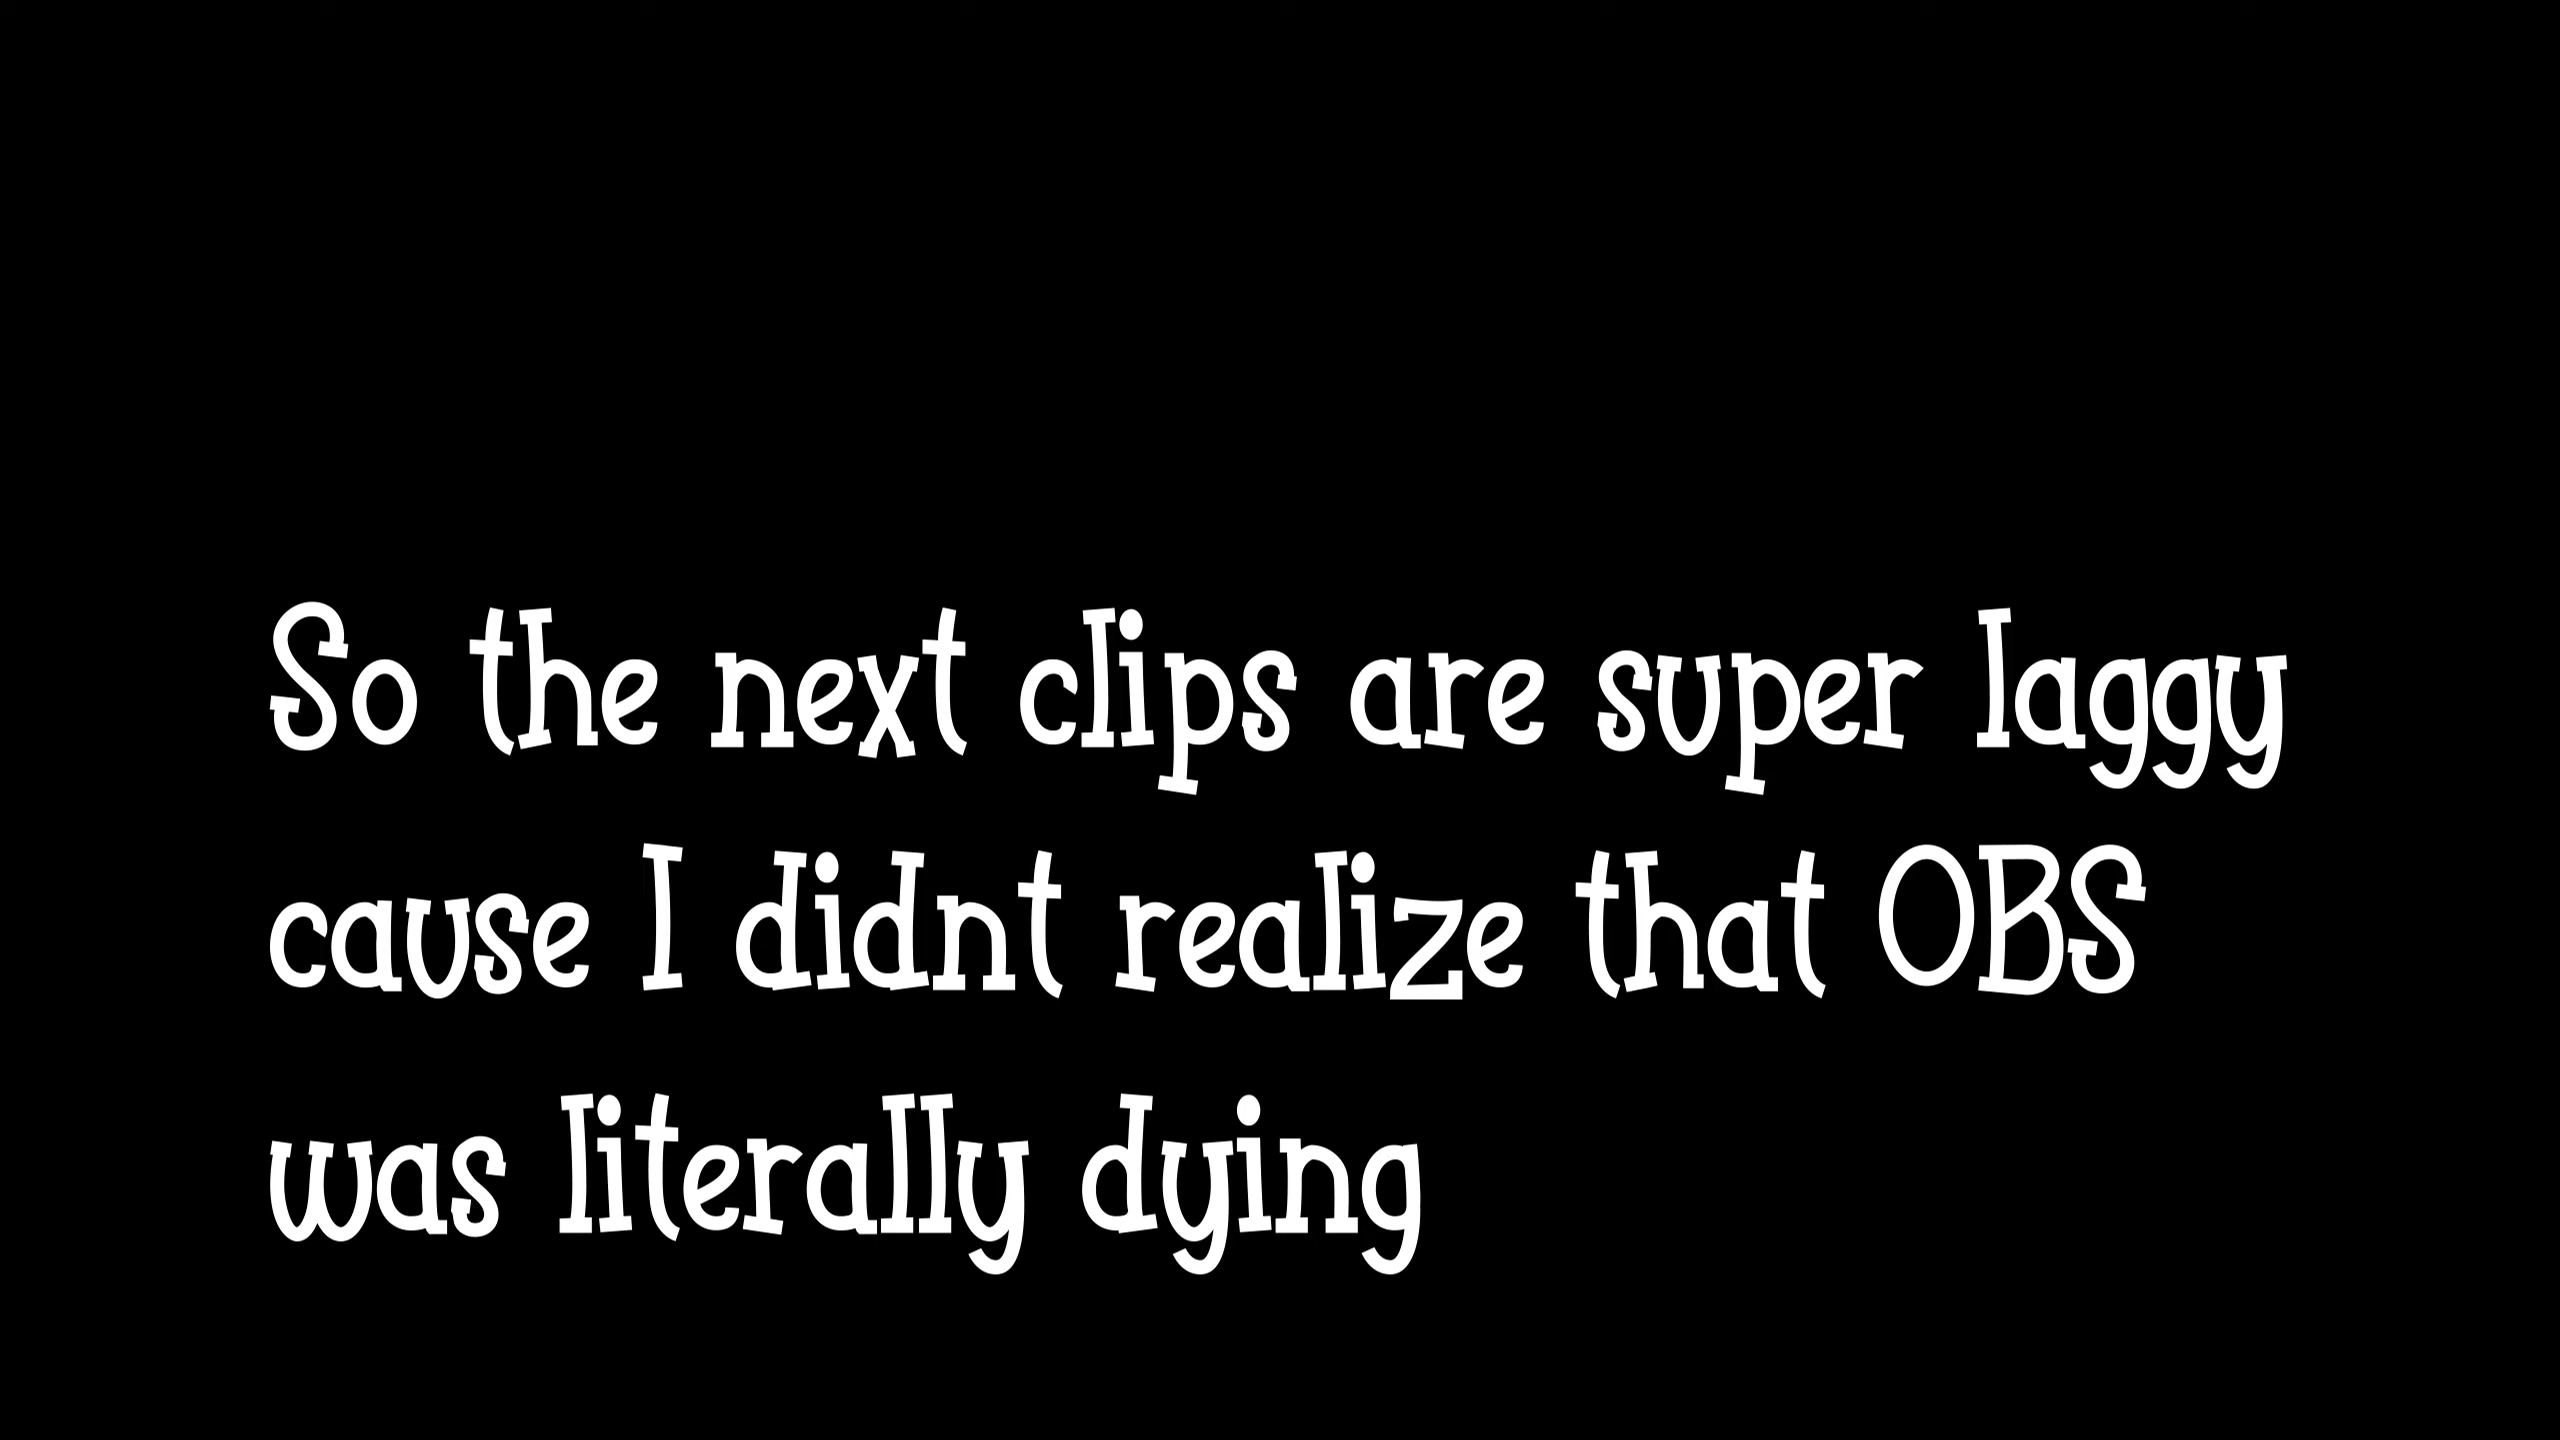 So the next clips are super laggy
cause I didnt realize that OBS
was literally dying